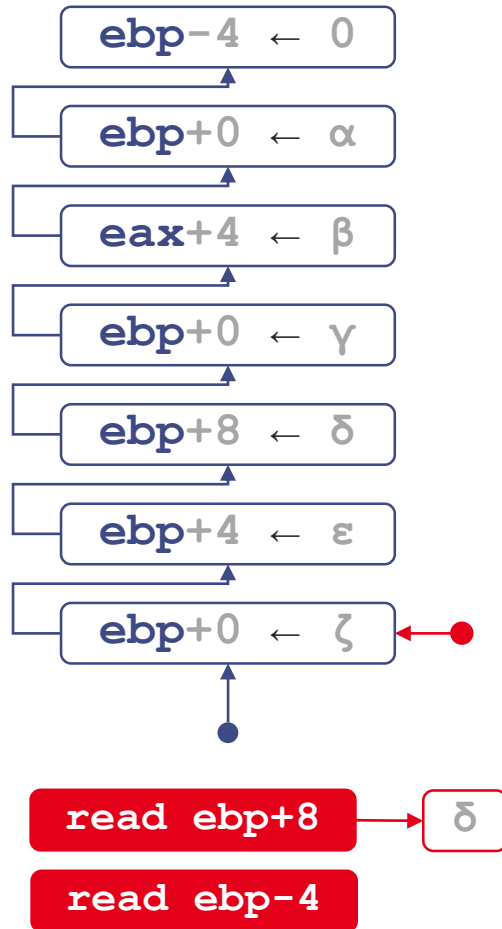 ebp-4 ← 0
ebp+0 ← α
eax+4 ← β
ebp+0 ← γ
ebp+8 ← δ
ebp+4 ← ε
ebp+0 ← ζ
read ebp+8 δ
read ebp-4